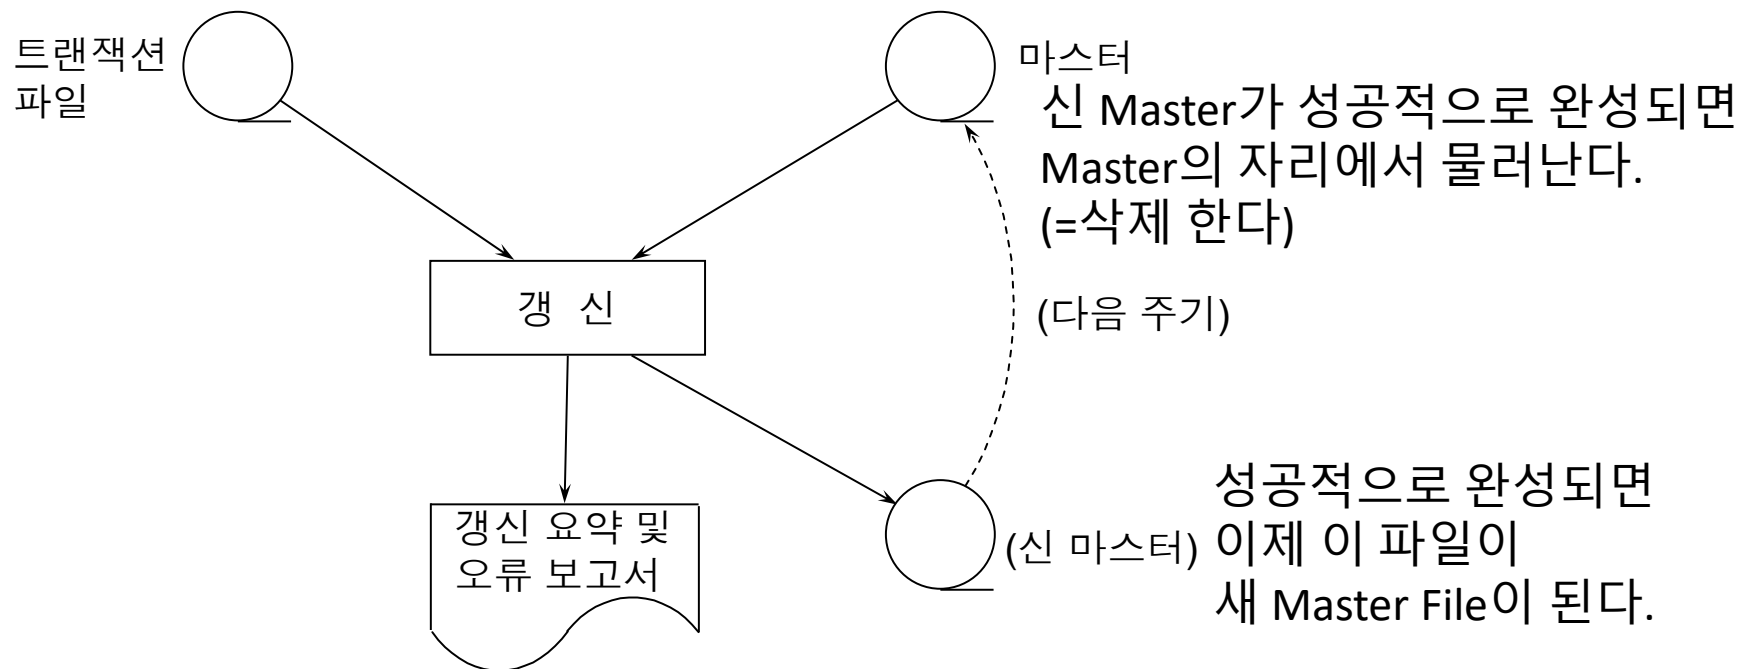 트랜잭션
파일
마스터
신 Master가 성공적으로 완성되면
Master의 자리에서 물러난다.
(=삭제 한다)
갱 신
(다음 주기)
갱신 요약 및
오류 보고서
(신 마스터)
성공적으로 완성되면
이제 이 파일이
새 Master File이 된다.